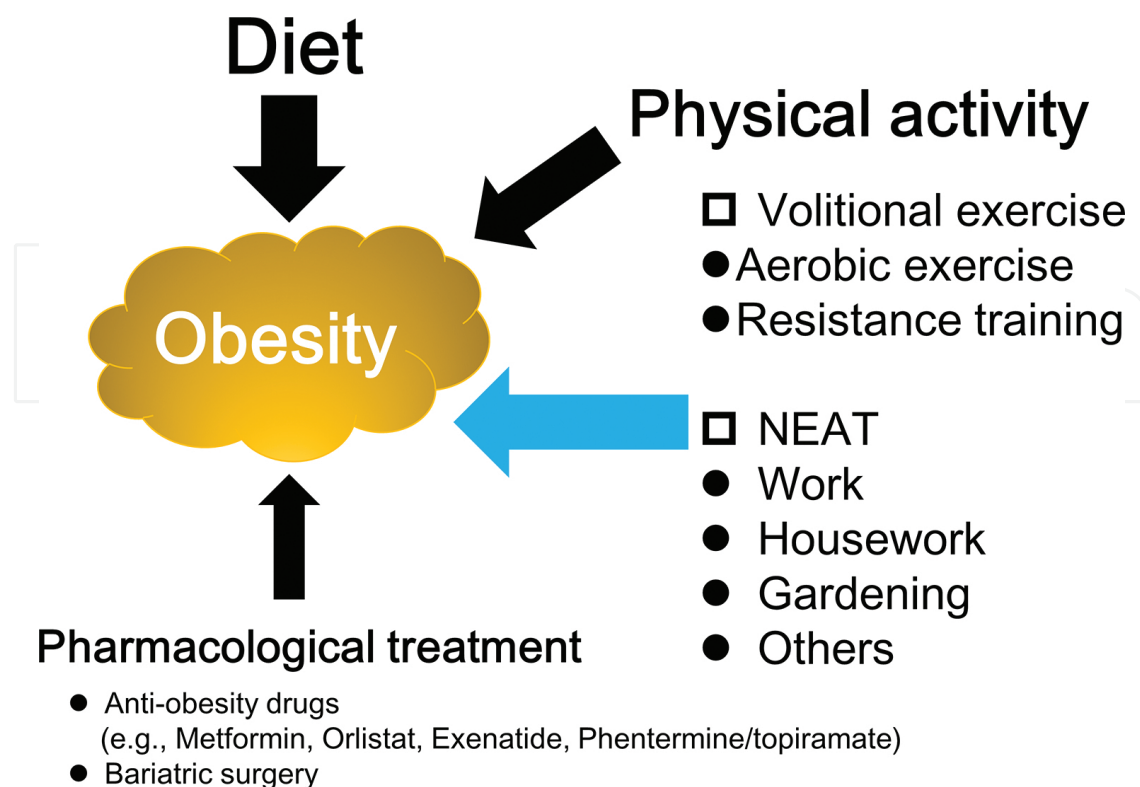 Diet
Physical activity
Volitional exercise
Aerobic exercise
Resistance training
Obesity
NEAT
Work
Housework
Gardening
Others
Pharmacological treatment
Anti-obesity drugs
(e.g., Metformin, Orlistat, Exenatide, Phentermine/topiramate)
Bariatric surgery